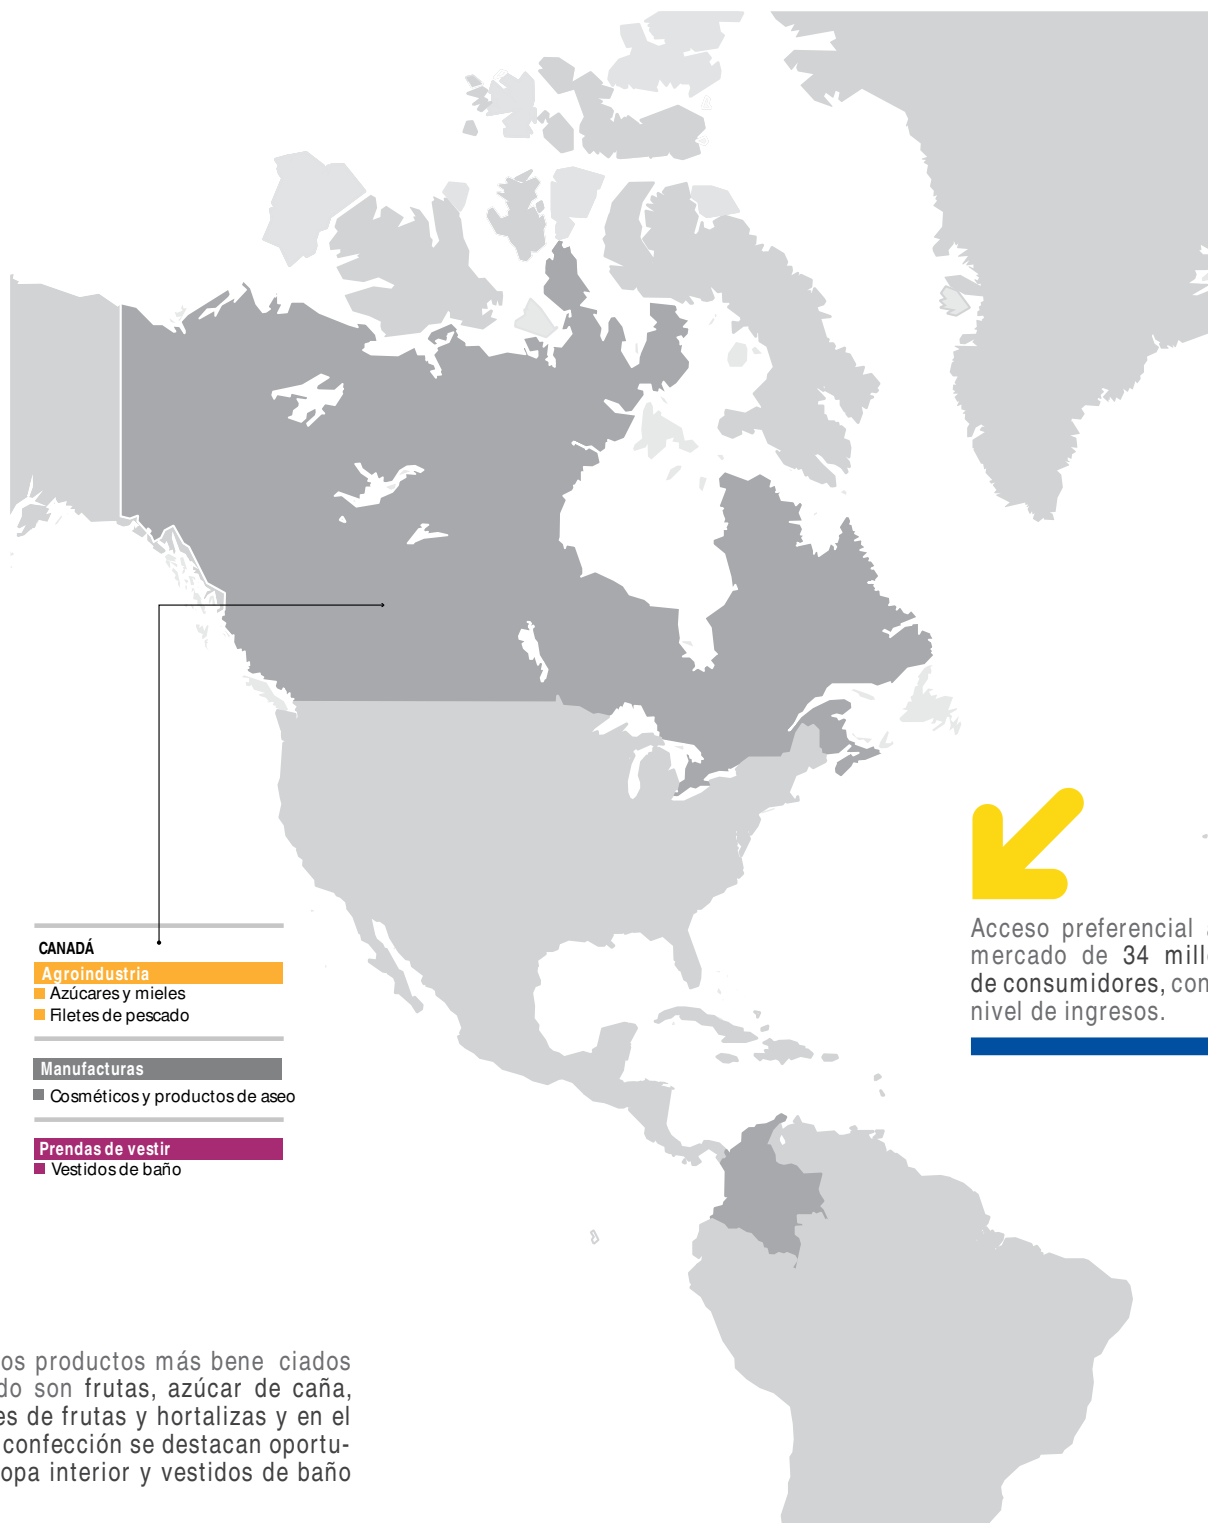 Acceso preferencial a
mercado de 34 mill
de consumidores, con
nivel de ingresos.
CANADÁ
Agroindustria
Azúcares y mieles
Filetes de pescado
Manufacturas
Cosméticos y productos de aseo
Prendas de vestir
Vestidos de baño
os productos más bene ciados
do son frutas, azúcar de caña,
es de frutas y hortalizas y en el
confección se destacan oportu-
opa interior y vestidos de baño